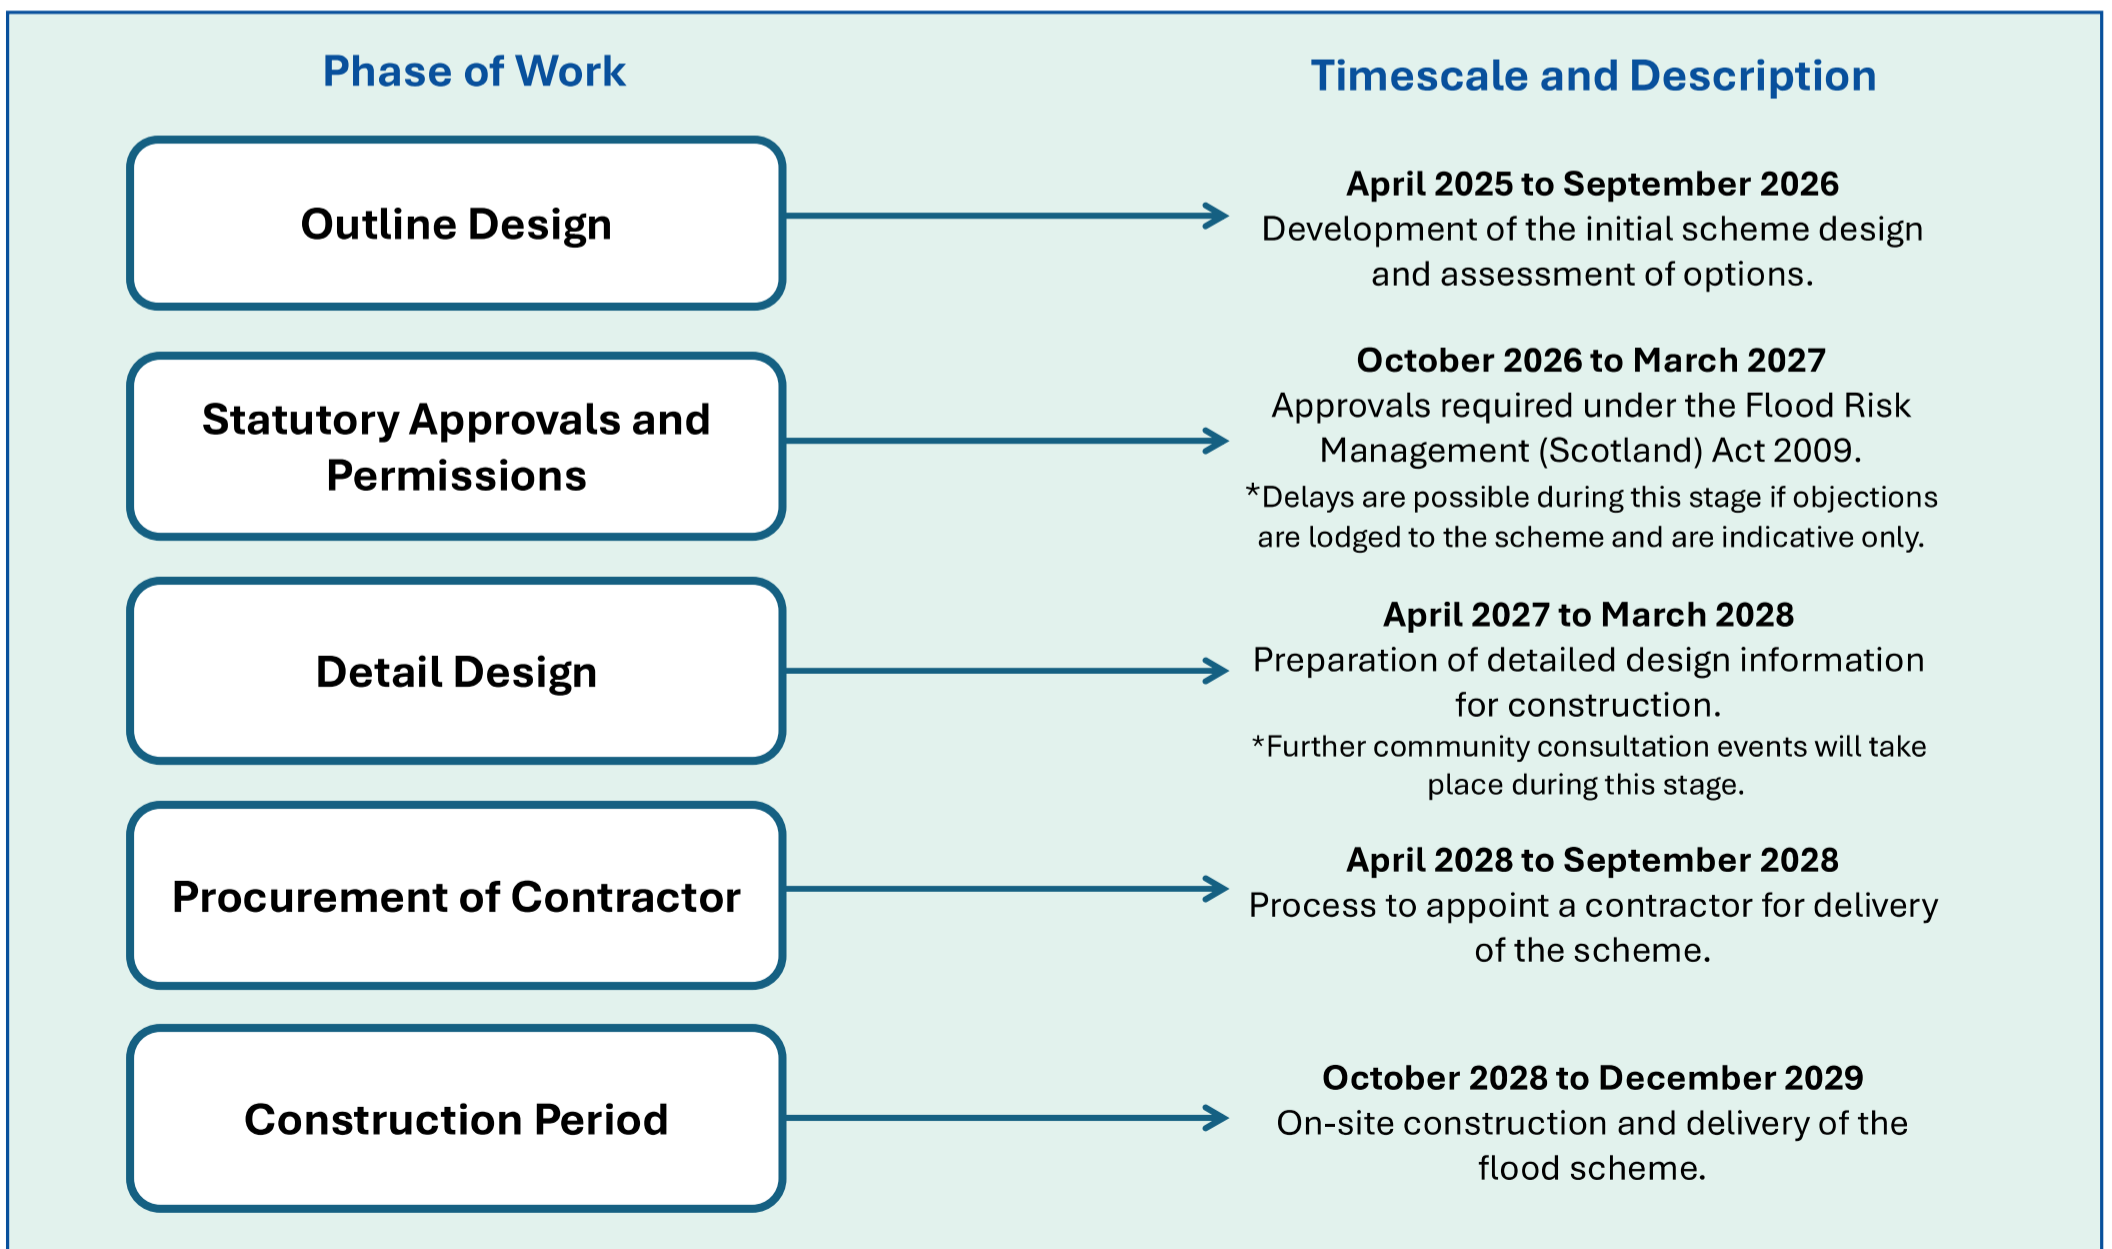 Phase of Work
Timescale and Description
Outline Design
April 2025 to September 2026
Development of the initial scheme design
and assessment of options.
Statutory Approvals and
Permissions
October 2026 to March 2027
Approvals required under the Flood Risk
Management (Scotland) Act 2009.
*Delays are possible during this stage if objections
are lodged to the scheme and are indicative only.
Detail Design
April 2027 to March 2028
Preparation of detailed design information
for construction.
*Further community consultation events will take
place during this stage.
Procurement of Contractor
April 2028 to September 2028
Process to appoint a contractor for delivery
of the scheme.
Construction Period
October 2028 to December 2029
On-site construction and delivery of the
flood scheme.